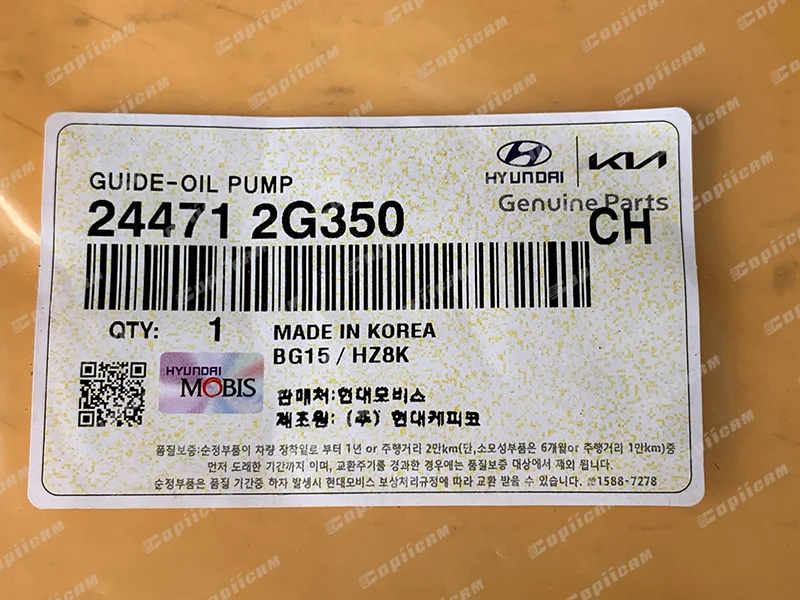 HYUNDAI KIA
GUIDE-OIL PUMP
Genuine Parts
24471 2G350
CH
QTY: 1 MADE IN KOREA
BG15 / HZ8K
HYUNDAI
MOBIS
판매처:현대모비스
제조원: (주) 현대케피코
품질보증:순정부품이 차량 장착일로 부터 1년 or 주행거리 2만km(단,소모성부품은 6개월or 주행거리 1만km)중
먼저 도래한 기간까지 이며, 교환주기를 경과한 경우에는 품질보증 대상에서 제외 됩니다.
순정부품은 품질 기간중 하자 발생시 현대모비스 보상처리규정에 따라 교환 받을 수 있습니다. ☎1588-7278
Copiicam